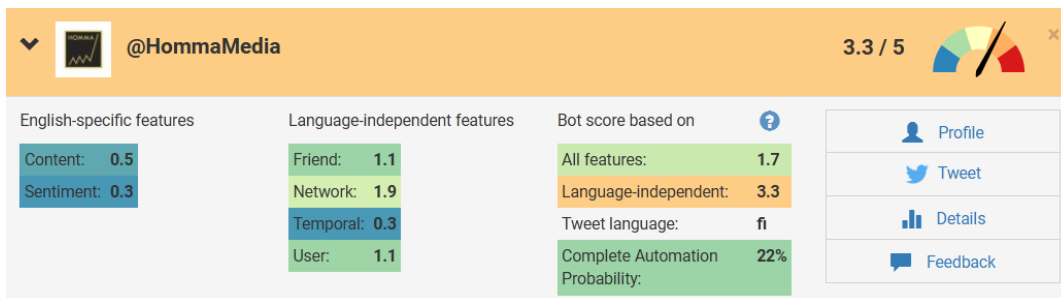 HOMMA
@HommaMedia
3.3 / 5
×
English-specific features
Content: 0.5
Sentiment: 0.3
Language-independent features
Friend: 1.1
Network: 1.9
Temporal: 0.3
User: 1.1
Bot score based on ?
All features: 1.7
Language-independent: 3.3
Tweet language: fi
Complete Automation 22%
Probability:
Profile
Tweet
Details
Feedback